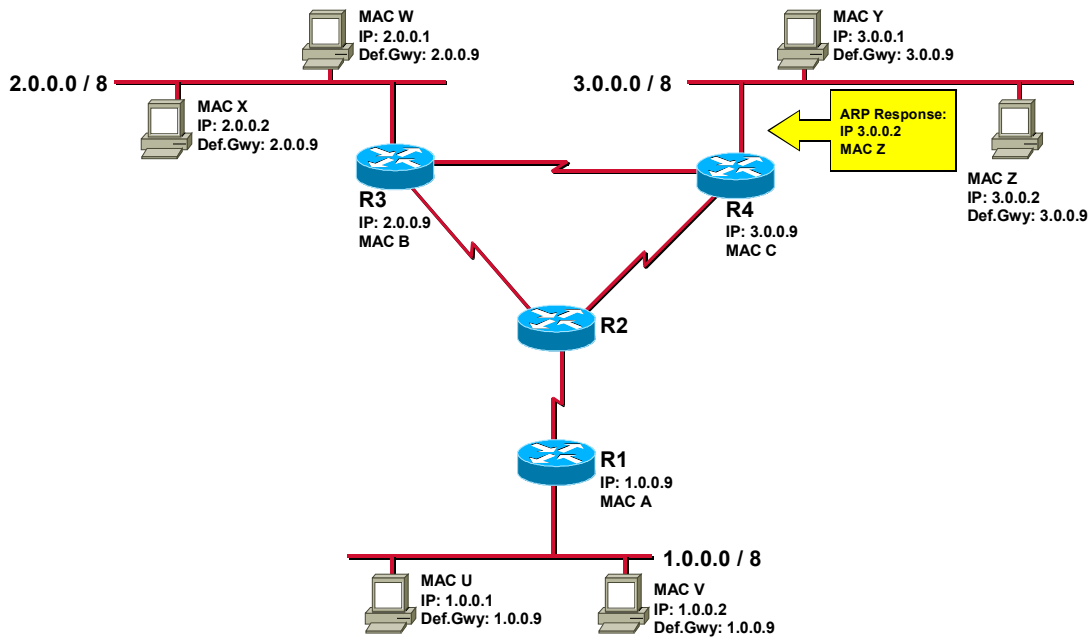 MAC W
IP: 2.0.0.1
Def.Gwy: 2.0.0.9
MAC Y
IP: 3.0.0.1
Def.Gwy: 3.0.0.9
2.0.0.0 / 8
3.0.0.0 / 8
MAC X
IP: 2.0.0.2
Def.Gwy: 2.0.0.9
ARP Response:
IP 3.0.0.2
MAC Z
MAC Z
IP: 3.0.0.2
Def.Gwy: 3.0.0.9
R3
IP: 2.0.0.9
MAC B
R4
IP: 3.0.0.9
MAC C
R2
R1
IP: 1.0.0.9
MAC A
1.0.0.0 / 8
MAC U
IP: 1.0.0.1
Def.Gwy: 1.0.0.9
MAC V
IP: 1.0.0.2
Def.Gwy: 1.0.0.9